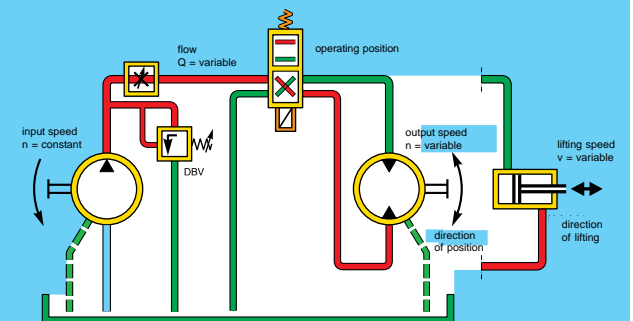 flow
Q = variable
operating position
input speed
n = constant
DBV
output speed
n = variable
lifting speed
v = variable
direction
of lifting
direction
of position